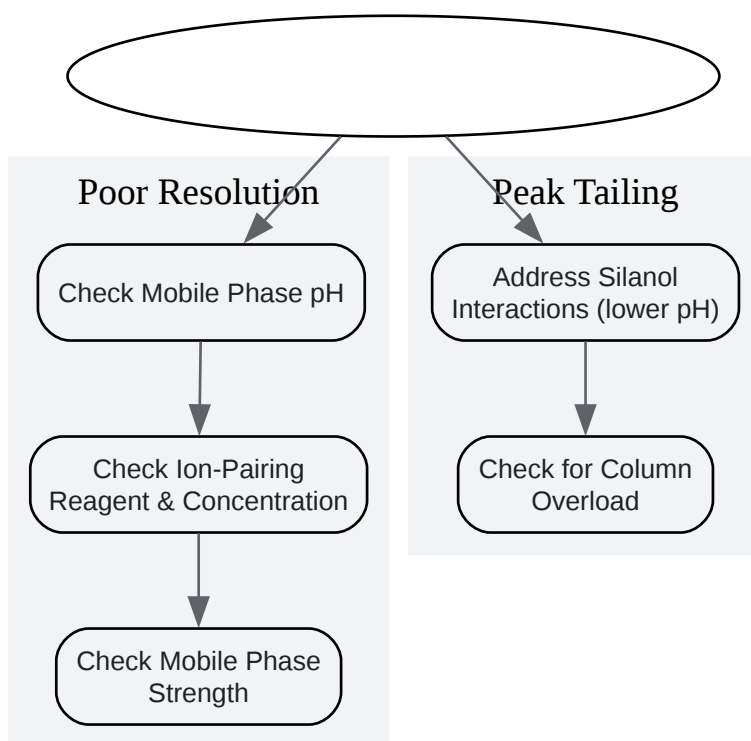 Poor Resolution
Check Mobile Phase pH
Check Ion-Pairing
Reagent & Concentration
Check Mobile Phase
Strength
Peak Tailing
Address Silanol
Interactions (lower pH)
Check for Column
Overload